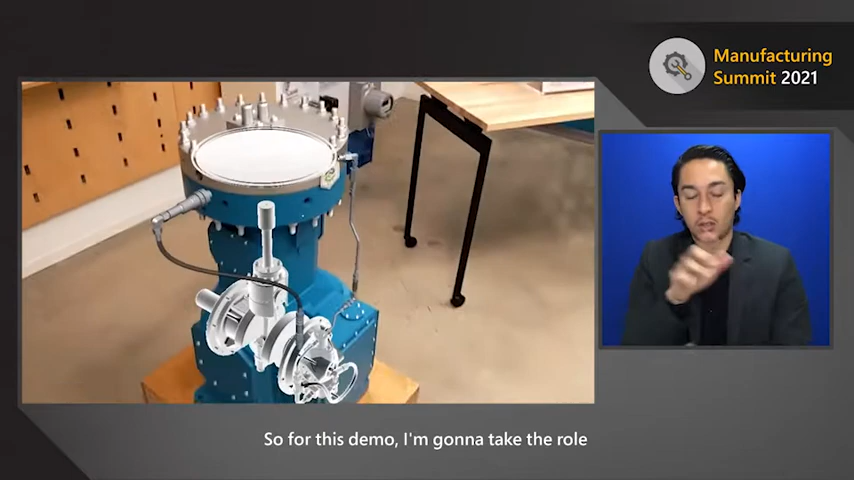 Manufacturing
Summit 2021
So for this demo, I'm gonna take the role